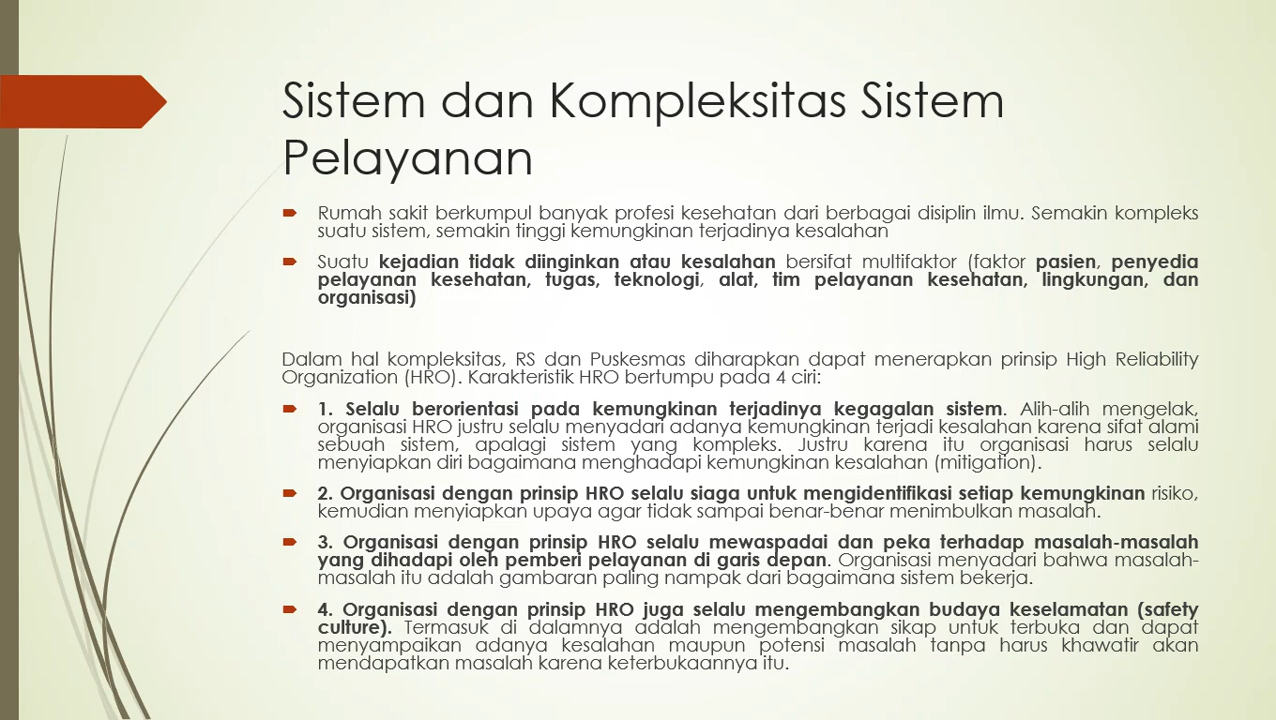 Sistem dan Kompleksitas Sistem
Pelayanan
Rumah sakit berkumpul banyak profesi kesehatan dari berbagai disiplin ilmu. Semakin kompleks
suatu sistem, semakin tinggi kemungkinan terjadinya kesalahan
Suatu kejadian tidak diinginkan atau kesalahan bersifat multifaktor (faktor pasien, penyedia
pelayanan kesehatan, tugas, teknologi, alat, tim pelayanan kesehatan, lingkungan, dan
organisasi)
Dalam hal kompleksitas, RS dan Puskesmas diharapkan dapat menerapkan prinsip High Reliability
Organization (HRO). Karakteristik HRO bertumpu pada 4 ciri:
1. Selalu berorientasi pada kemungkinan terjadinya kegagalan sistem. Alih-alih mengelak,
organisasi HRO justru selalu menyadari adanya kemungkinan terjadi kesalahan karena sifat alami
sebuah sistem, apalagi sistem yang kompleks. Justru karena itu organisasi harus selalu
menyiapkan diri bagaimana menghadapi kemungkinan kesalahan (mitigation).
2. Organisasi dengan prinsip HRO selalu siaga untuk mengidentifikasi setiap kemungkinan risiko,
kemudian menyiapkan upaya agar tidak sampai benar-benar menimbulkan masalah.
3. Organisasi dengan prinsip HRO selalu mewaspadai dan peka terhadap masalah-masalah
yang dihadapi oleh pemberi pelayanan di garis depan. Organisasi menyadari bahwa masalah-
masalah itu adalah gambaran paling nampak dari bagaimana sistem bekerja.
4. Organisasi dengan prinsip HRO juga selalu mengembangkan budaya keselamatan (safety
culture). Termasuk di dalamnya adalah mengembangkan sikap untuk terbuka dan dapat
menyampaikan adanya kesalahan maupun potensi masalah tanpa harus khawatir akan
mendapatkan masalah karena keterbukaannya itu.